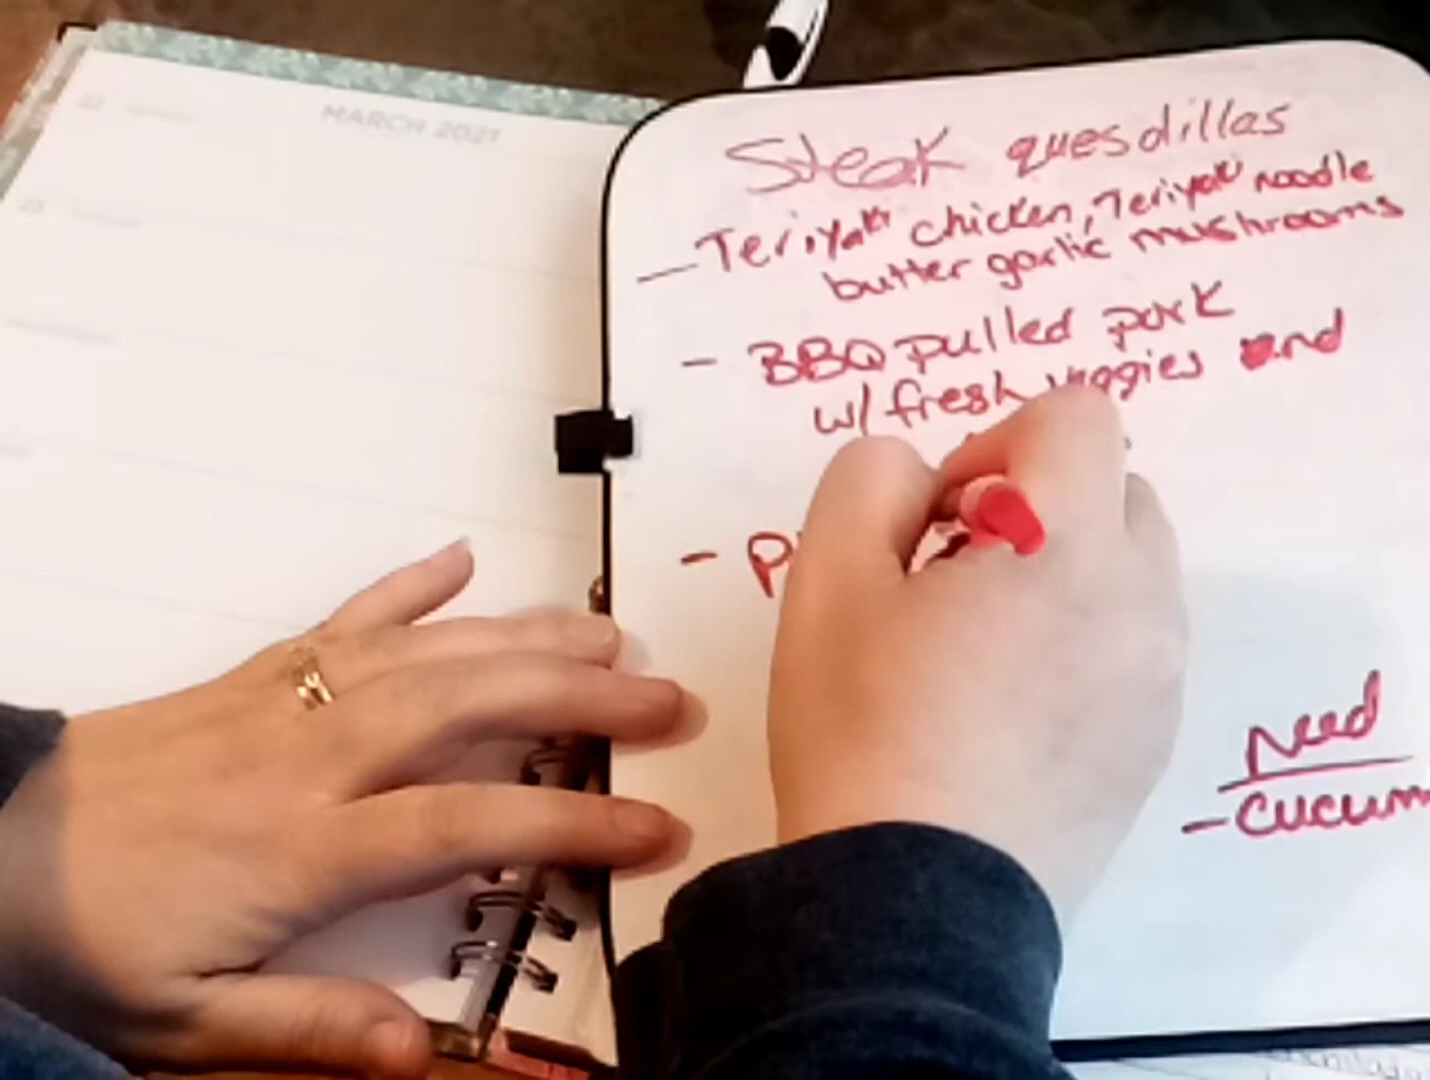 MARCH 2021
Steak quesdillas
Teriyaki chicken, Teriyaki noodle
butter garlic mushrooms
- BBQ pulled pork
w/ fresh veggies and
-
Need
- cucum